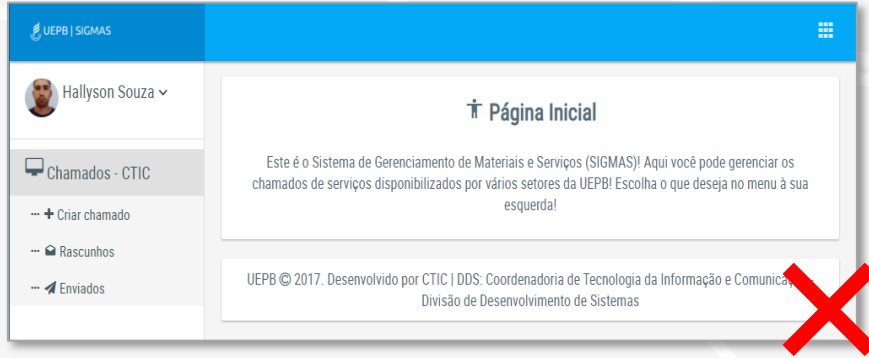 UEPB | SIGMAS
Hallyson Souza
Chamados - CTIC
Criar chamado
Rascunhos
Enviados
Página Inicial
Este é o Sistema de Gerenciamento de Materiais e Serviços (SIGMAS)! Aqui você pode gerenciar os
chamados de serviços disponibilizados por vários setores da UEPB! Escolha o que deseja no menu à sua
esquerda!
UEPB © 2017. Desenvolvido por CTIC | DDS: Coordenadoria de Tecnologia da Informação e
Divisão de Desenvolvimento de Sistemas